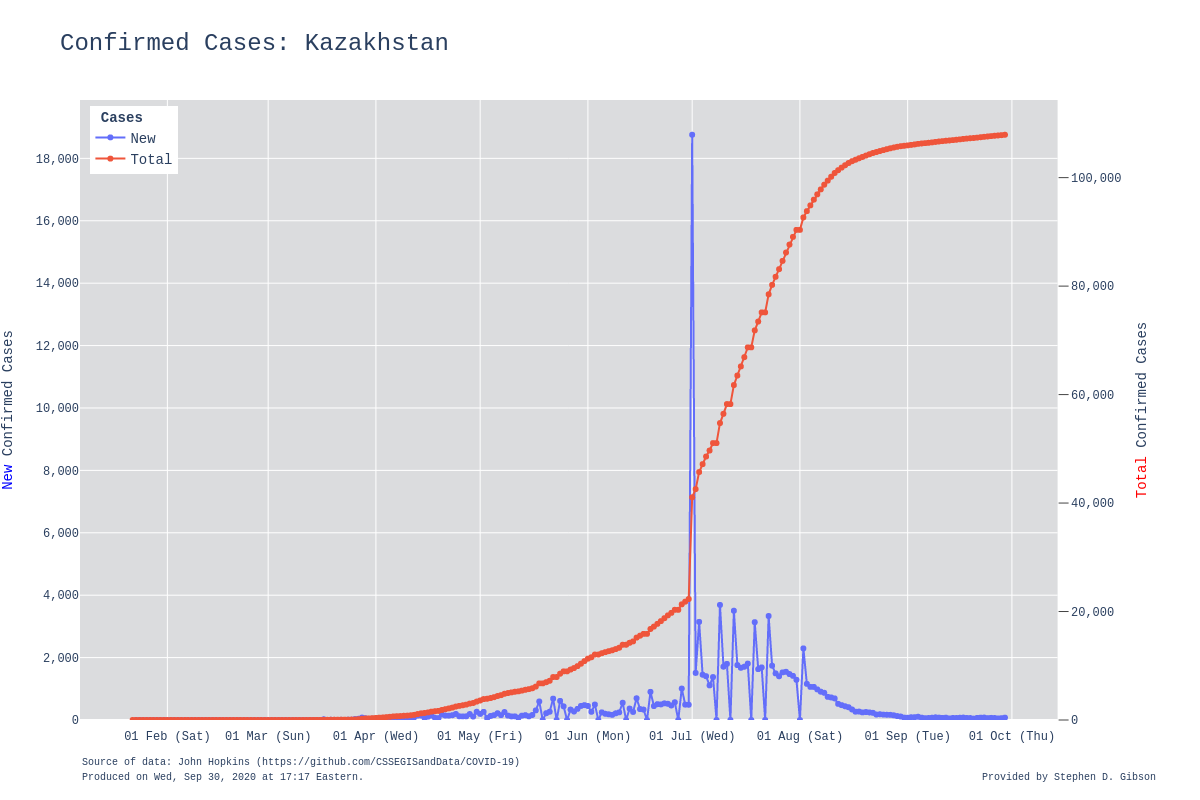 Confirmed Cases: Kazakhstan
Cases
New
Total
18,000
16,000
14,000
12,000
10,000
8,000
6,000
4,000
2,000
0
New Confirmed Cases
100,000
80,000
60,000
40,000
20,000
0
Total Confirmed Cases
01 Feb (Sat) 01 Mar (Sun) 01 Apr (Wed) 01 May (Fri) 01 Jun (Mon) 01 Jul (Wed) 01 Aug (Sat) 01 Sep (Tue) 01 Oct (Thu)
Source of data: John Hopkins (https://github.com/CSSEGISandData/COVID-19)
Produced on Wed, Sep 30, 2020 at 17:17 Eastern.
Provided by Stephen D. Gibson